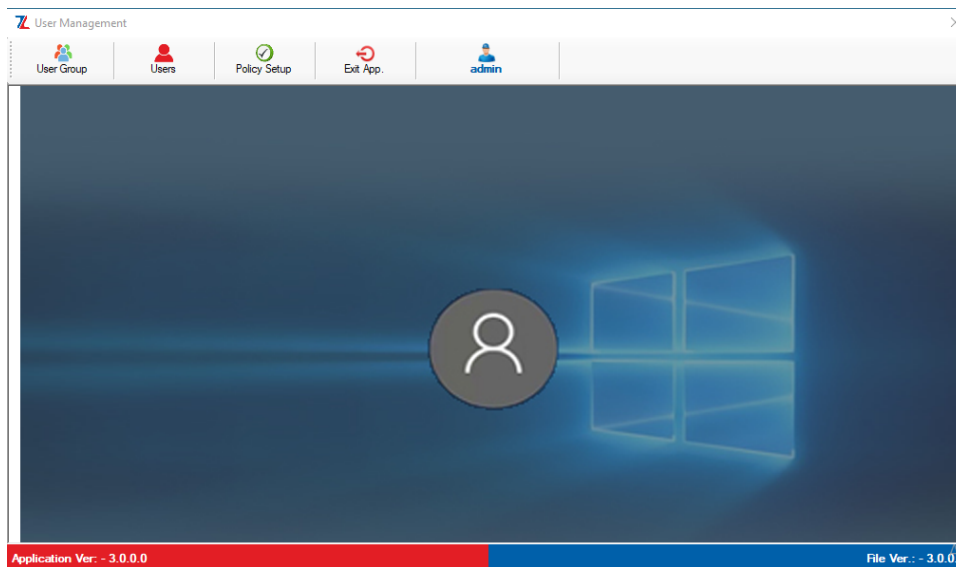 User Management
User Group Users Policy Setup Exit App. admin
Application Ver: - 3.0.0.0 File Ver.: - 3.0.0